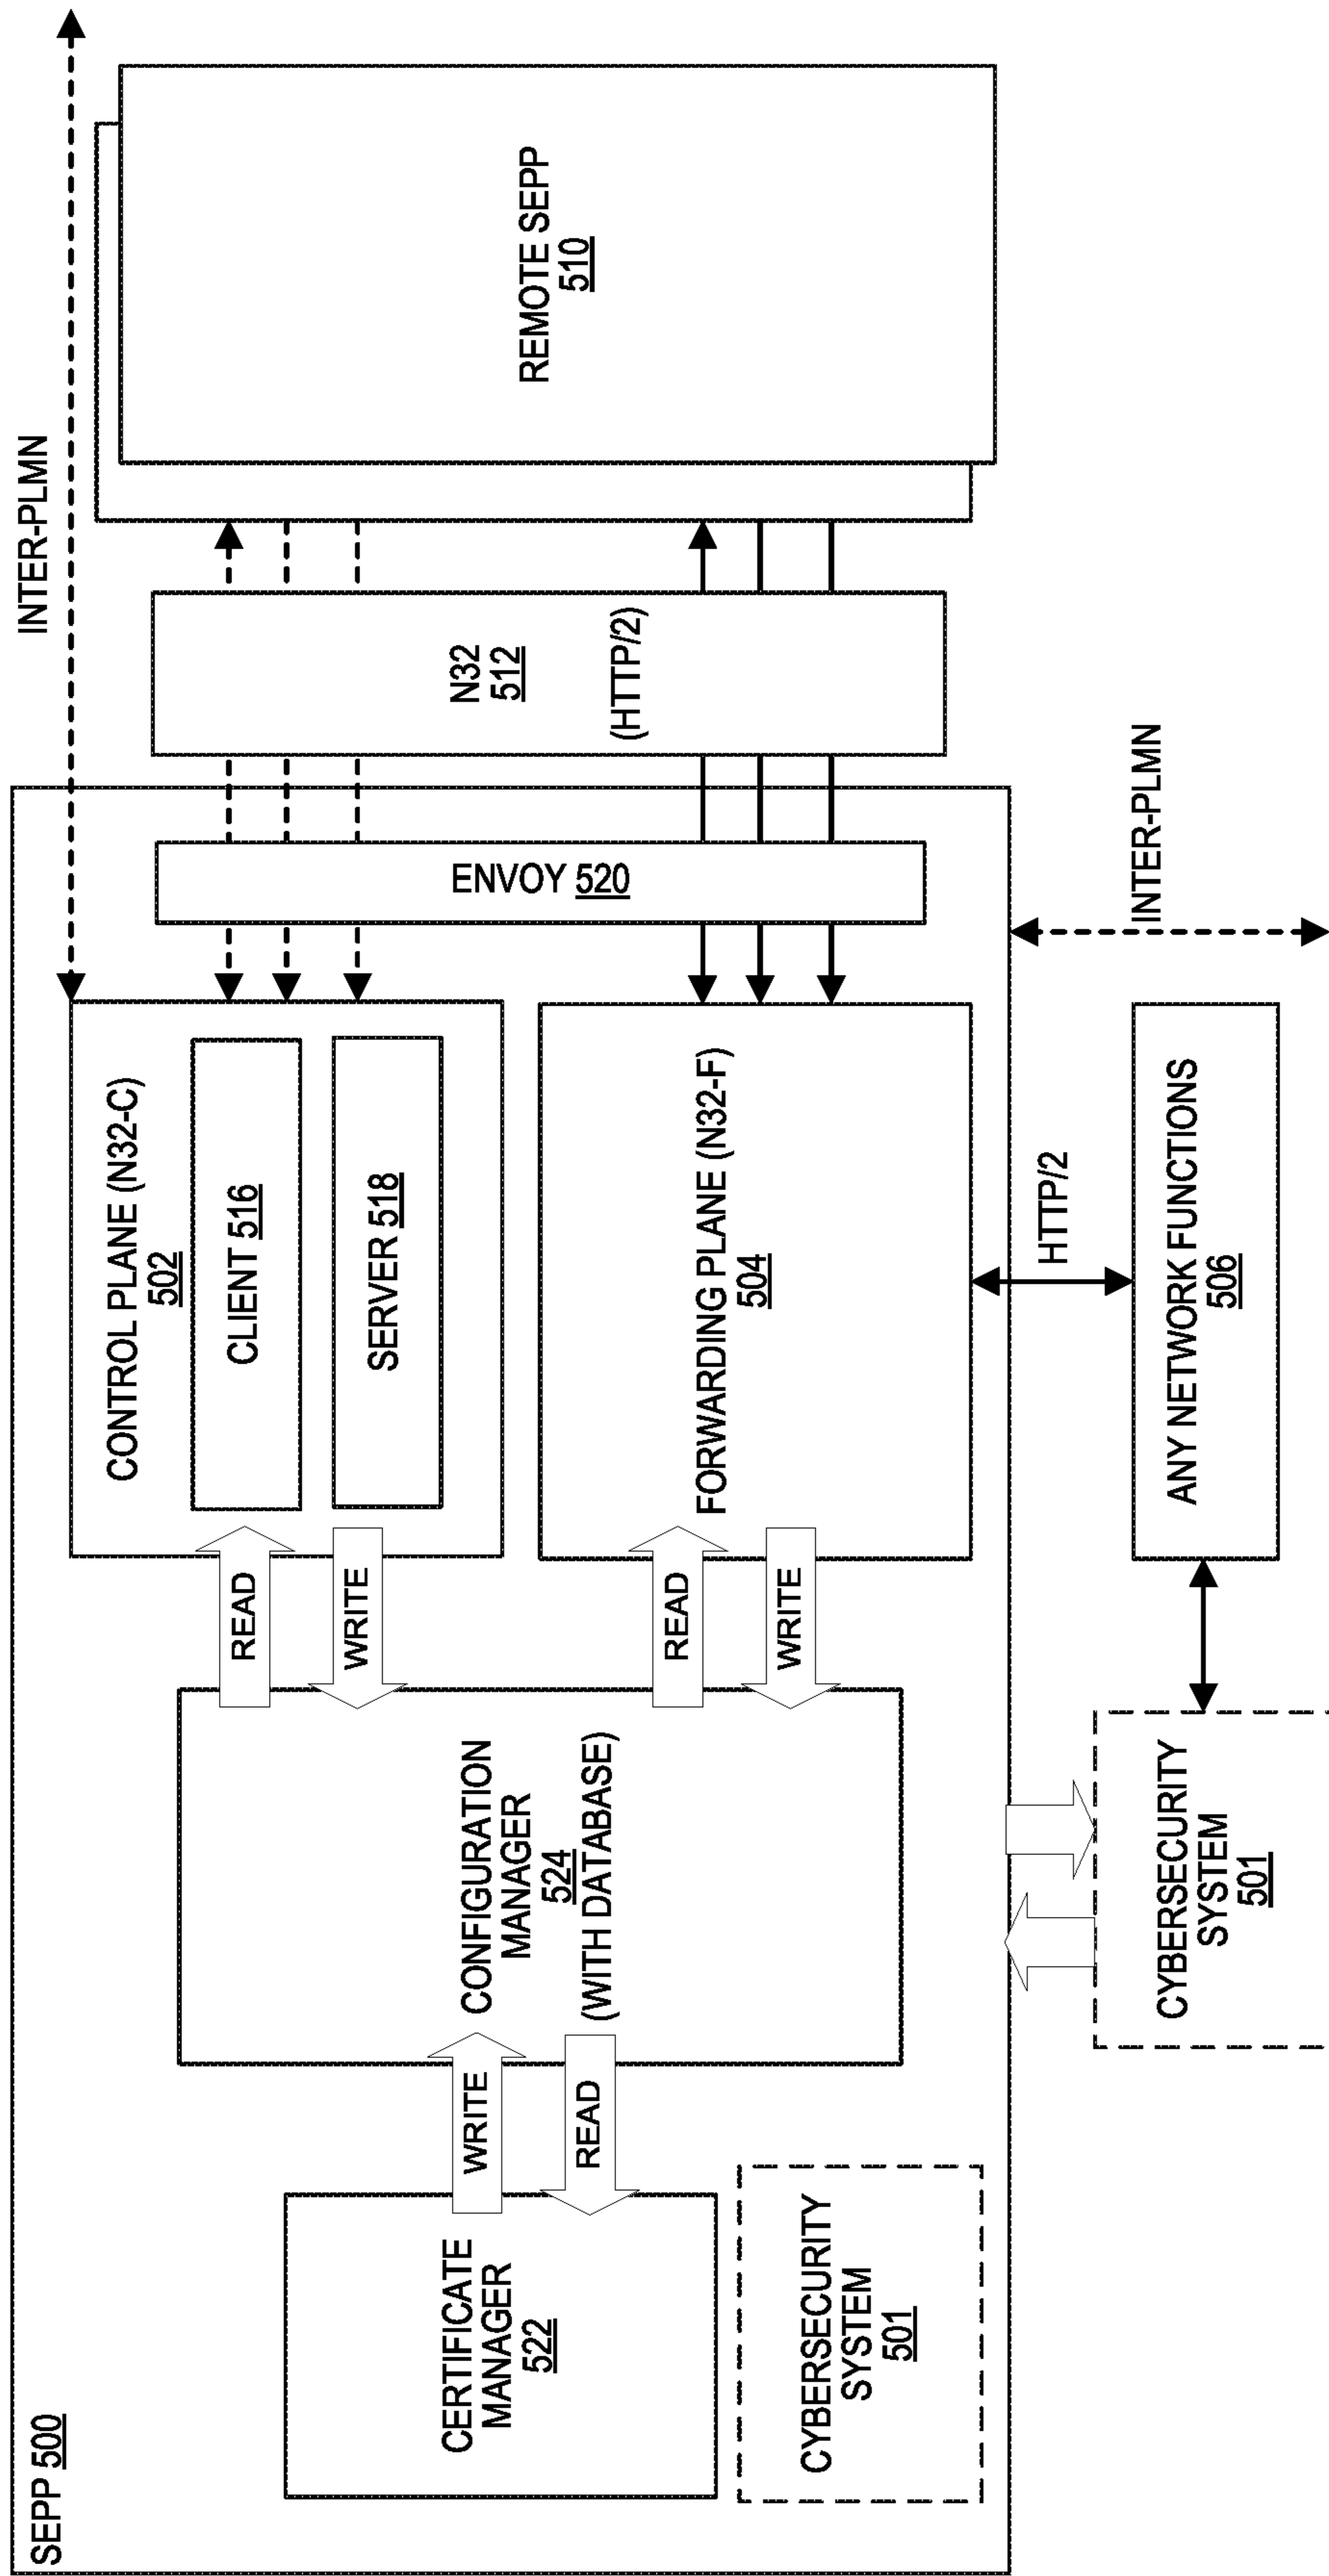 SEPP 500
CERTIFICATE
MANAGER
522
CYBERSECURITY
SYSTEM
501
WRITE
READ
CONFIGURATION
MANAGER
524
(WITH DATABASE)
READ
WRITE
READ
WRITE
CONTROL PLANE (N32-C)
502
CLIENT 516
SERVER 518
FORWARDING PLANE (N32-F)
504
ENVOY 520
INTER-PLMN
N32
512
(HTTP/2)
REMOTE SEPP
510
CYBERSECURITY
SYSTEM
501
HTTP/2
ANY NETWORK FUNCTIONS
506
INTER-PLMN